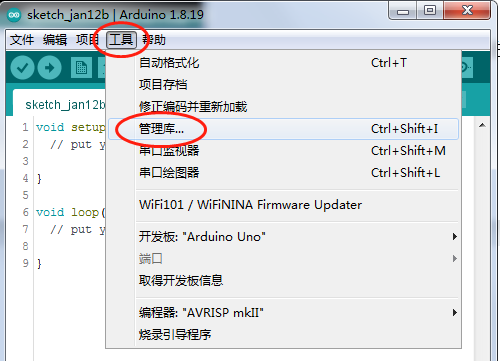 sketch_jan12b | Arduino 1.8.19
文件 编辑 项目 工具 帮助
sketch_jan12b
自动格式化 Ctrl+T
项目存档
修正编码并重新加载
管理库... Ctrl+Shift+I
串口监视器 Ctrl+Shift+M
串口绘图器 Ctrl+Shift+L
WiFi101 / WiFiNINA Firmware Updater
开发板: "Arduino Uno"
端口
取得开发板信息
编程器: "AVRISP mkII"
烧录引导程序
1 void setup
2 // put y
3
4 }
5
6 void loop(
7 // put y
8
9 }